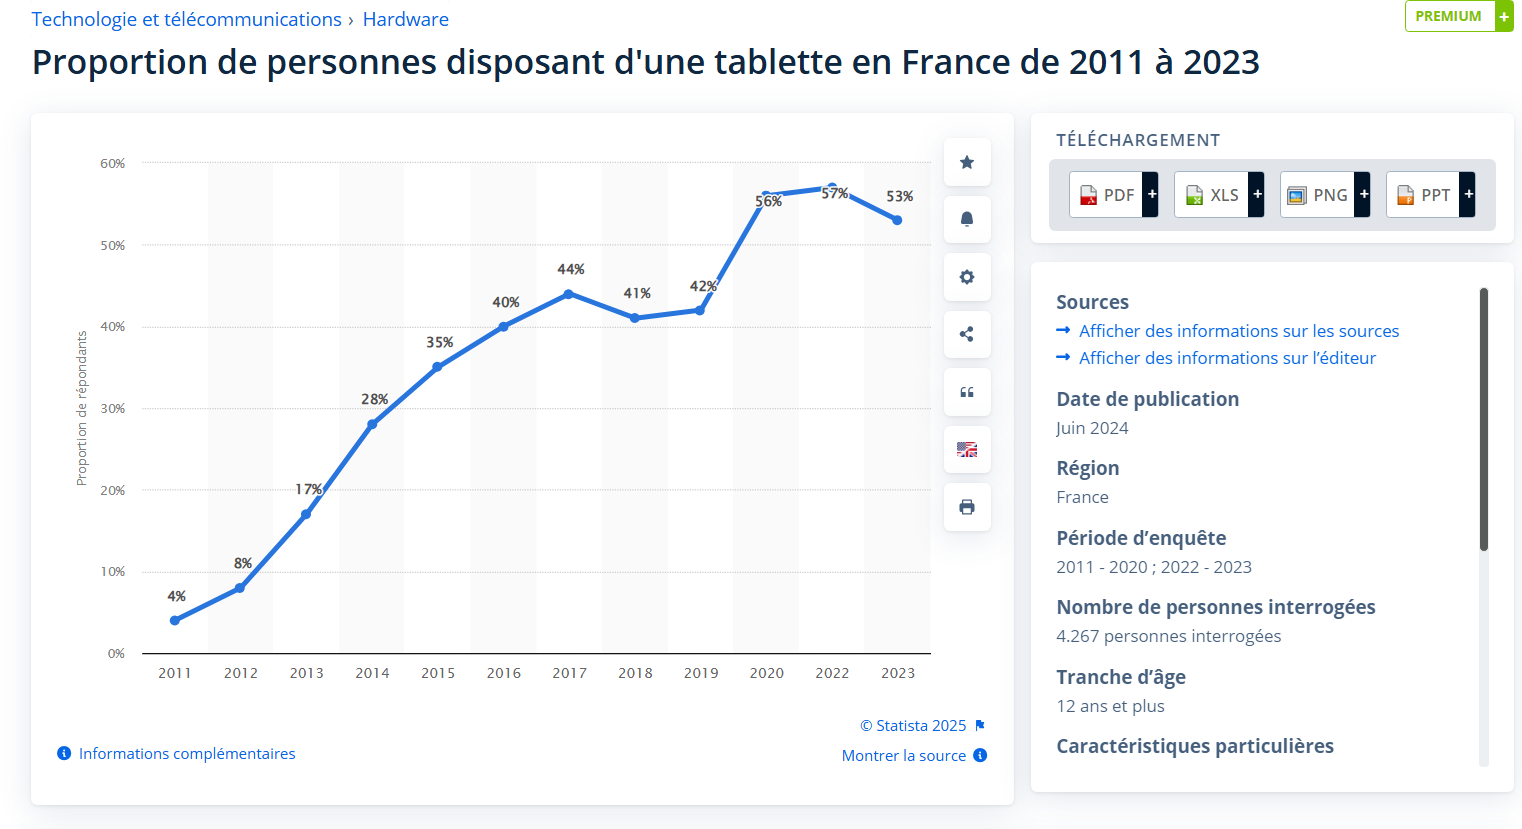 Technologie et télécommunications › Hardware
PREMIUM +
Proportion de personnes disposant d'une tablette en France de 2011 à 2023
60%
50%
40%
30%
20%
10%
0%
Proportion de répondants
4%
8%
17%
28%
35%
40%
44%
41%
42%
56%
57%
53%
2011 2012 2013 2014 2015 2016 2017 2018 2019 2020 2022 2023
© Statista 2025
Informations complémentaires
Montrer la source
TÉLÉCHARGEMENT
PDF + XLS + PNG + PPT +
Sources
Afficher des informations sur les sources
Afficher des informations sur l’éditeur
Date de publication
Juin 2024
Région
France
Période d’enquête
2011 - 2020 ; 2022 - 2023
Nombre de personnes interrogées
4.267 personnes interrogées
Tranche d’âge
12 ans et plus
Caractéristiques particulières